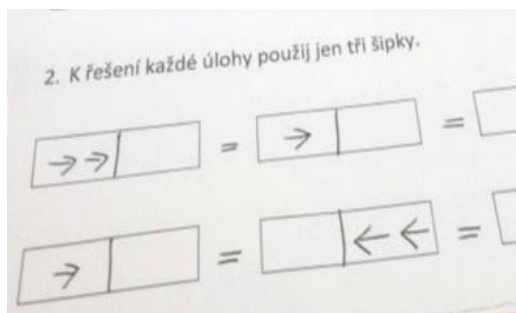 2. K řešení každé úlohy použij jen tři šipky.
→→ | = → | =
→ | = | ←← =